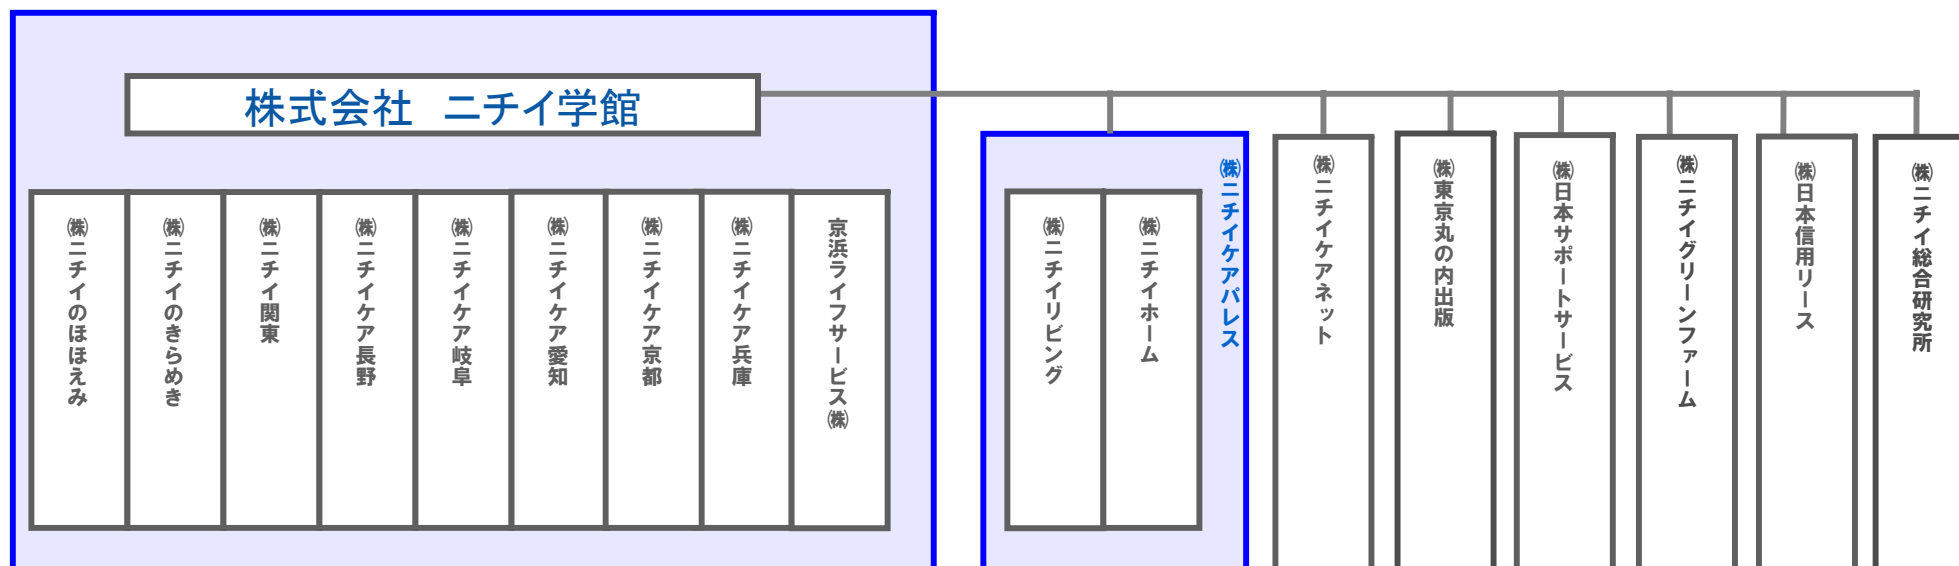 株式会社　ニチイ学館
㈱ニチイのほほえみ
㈱ニチイのきらめき
㈱ニチイ関東
㈱ニチイケア長野
㈱ニチイケア岐阜
㈱ニチイケア愛知
㈱ニチイケア京都
㈱ニチイケア兵庫
京浜ライフサービス㈱
㈱ニチイリビング
㈱ニチイホーム
㈱ニチイケアパレス
㈱ニチイケアネット
㈱東京丸の内出版
㈱日本サポートサービス
㈱ニチイグリーンファーム
㈱日本信用リース
㈱ニチイ総合研究所